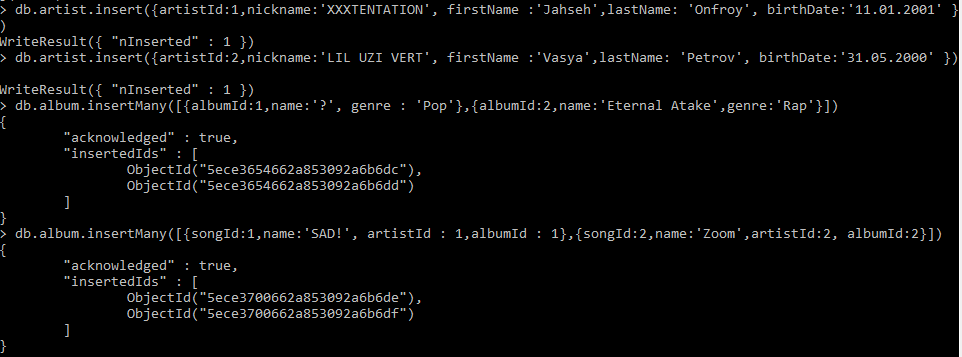 > db.artist.insert({artistId:1,nickname:'XXXTENTATION', firstName :'Jahseh',lastName: 'Onfroy', birthDate:'11.01.2001' }
)
WriteResult({ "nInserted" : 1 })
> db.artist.insert({artistId:2,nickname:'LIL UZI VERT', firstName :'Vasya',lastName: 'Petrov', birthDate:'31.05.2000' })
WriteResult({ "nInserted" : 1 })
> db.album.insertMany([{albumId:1,name:'?', genre : 'Pop'},{albumId:2,name:'Eternal Atake',genre:'Rap'}])
{
        "acknowledged" : true,
        "insertedIds" : [
                ObjectId("5ece3654662a853092a6b6dc"),
                ObjectId("5ece3654662a853092a6b6dd")
        ]
}
> db.album.insertMany([{songId:1,name:'SAD!', artistId : 1,albumId : 1},{songId:2,name:'Zoom',artistId:2, albumId:2}])
{
        "acknowledged" : true,
        "insertedIds" : [
                ObjectId("5ece3700662a853092a6b6de"),
                ObjectId("5ece3700662a853092a6b6df")
        ]
}